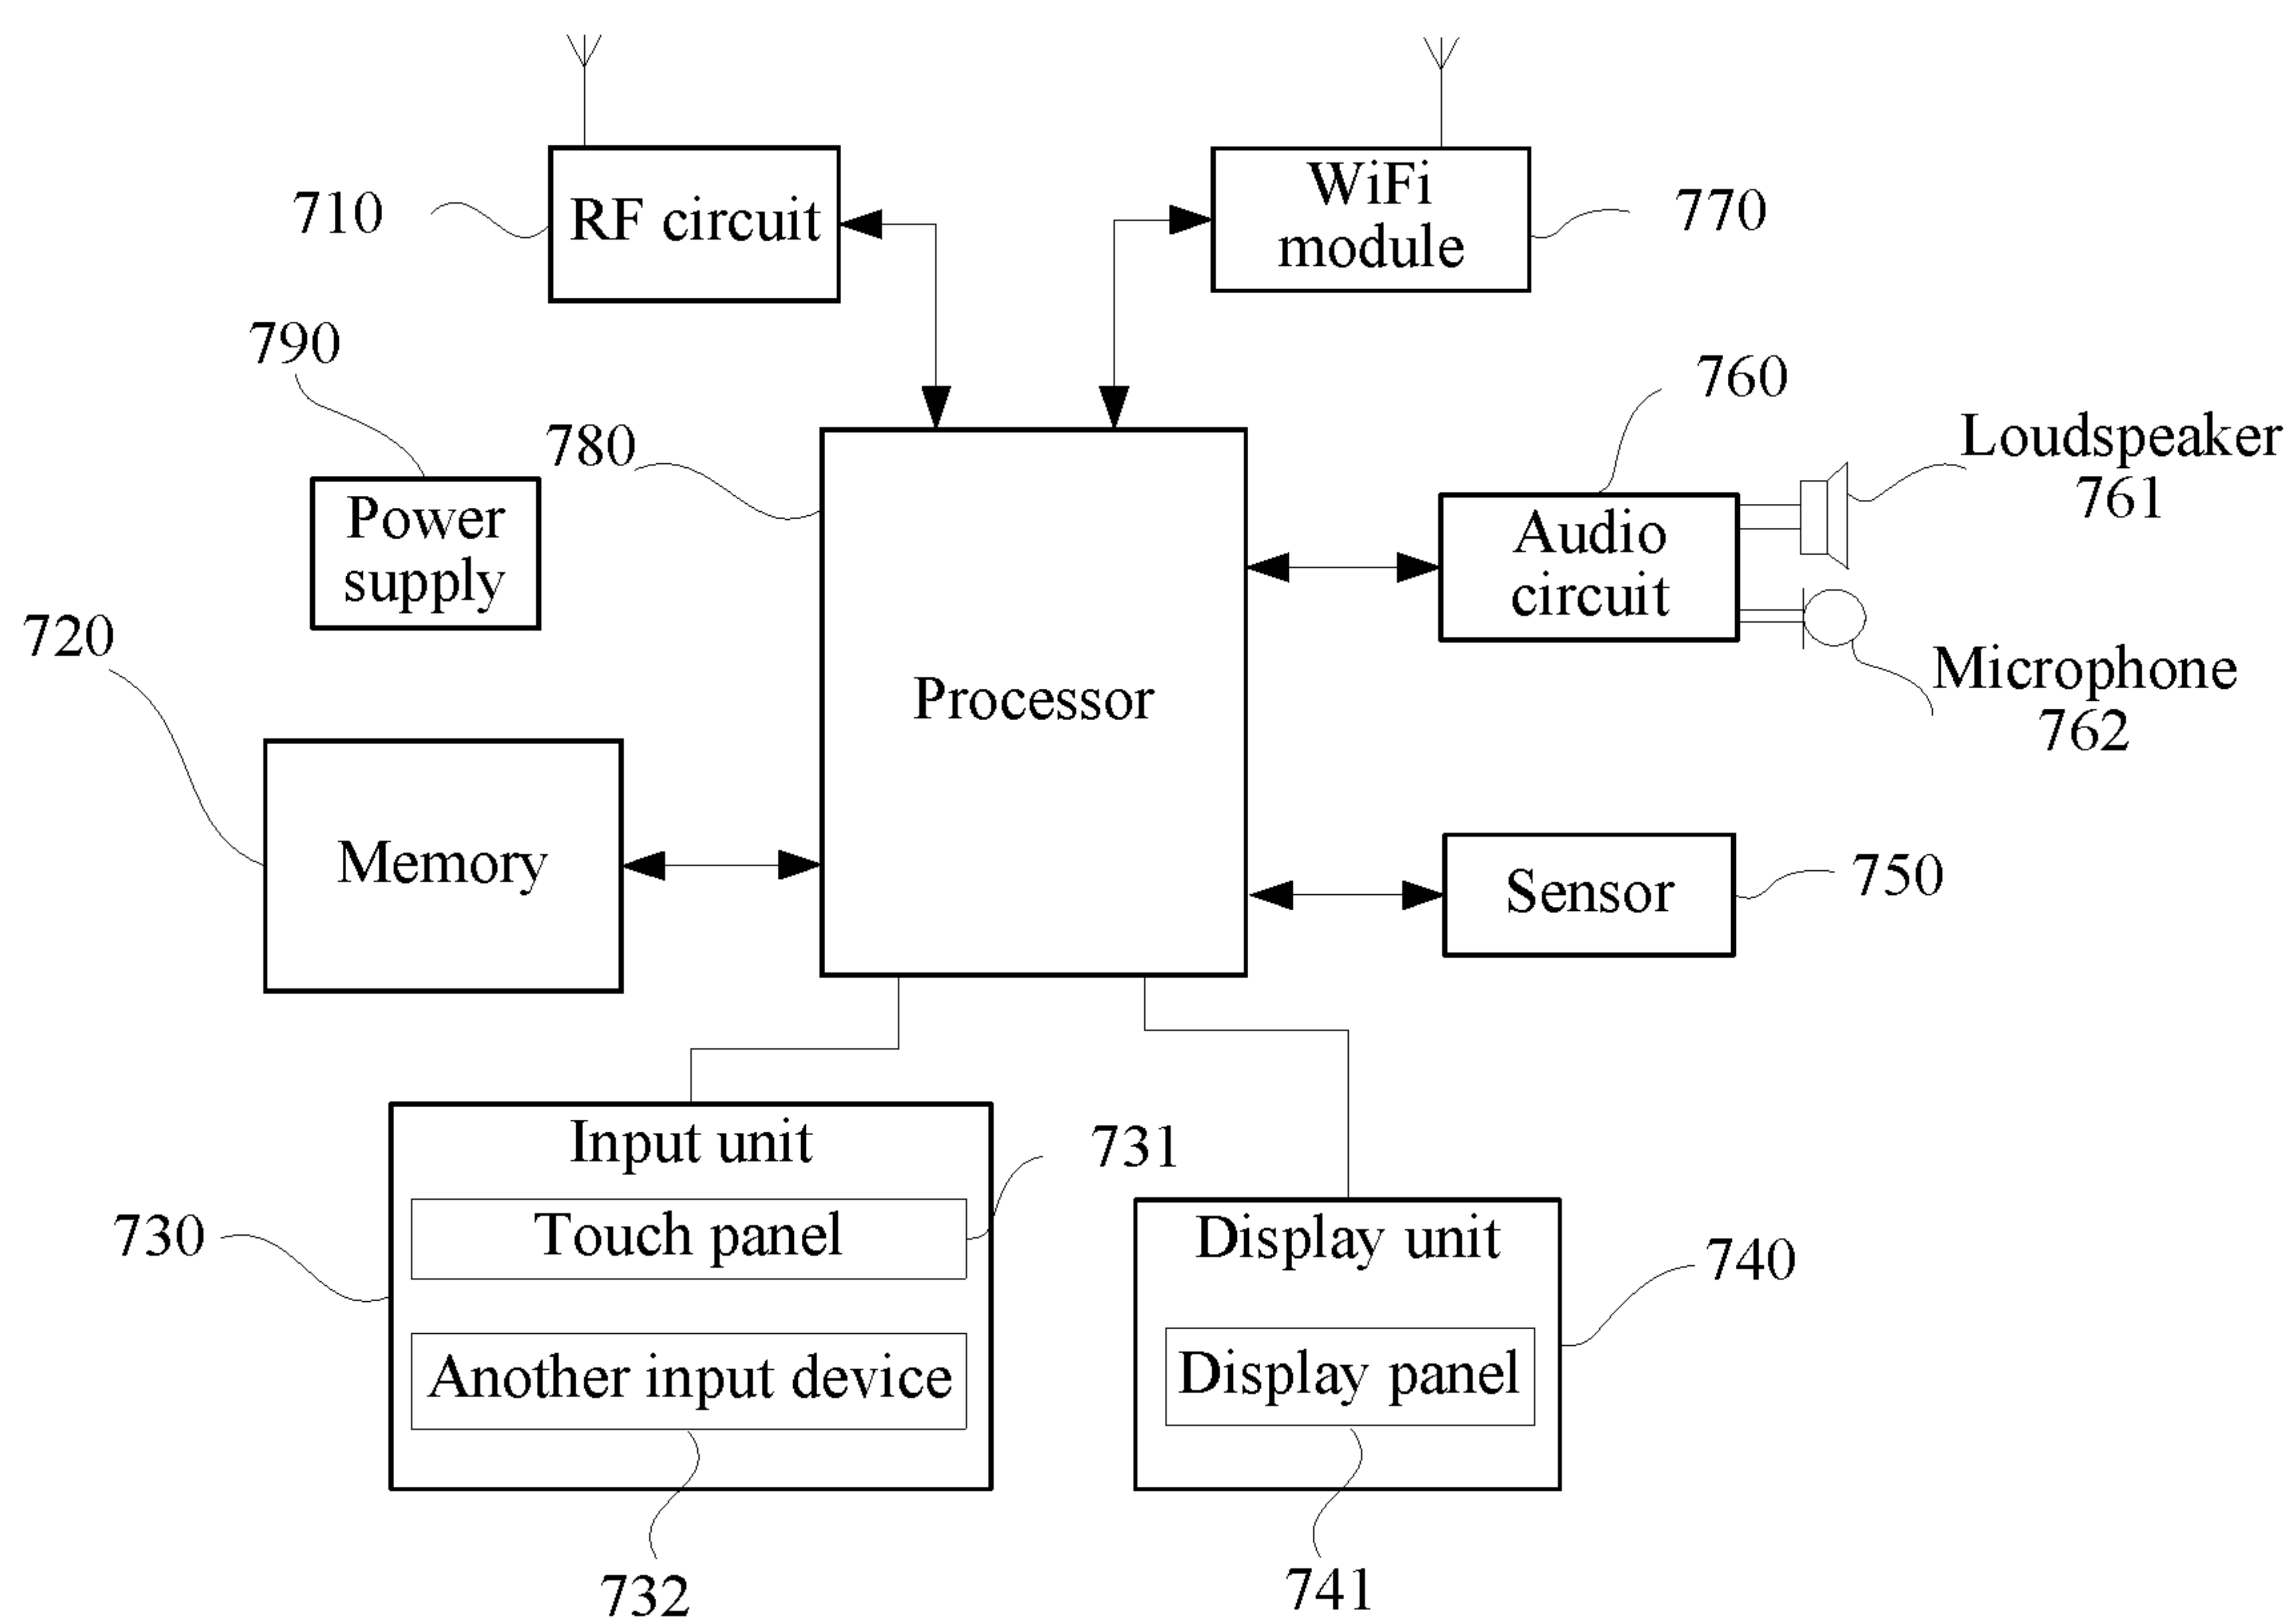 710
RF circuit
WiFi
module
770
790
780
760
Loudspeaker
761
Power
supply
Audio
circuit
720
Processor
Microphone
762
Memory
Sensor
750
Input unit
731
730
Touch panel
Display unit
740
Another input device
Display panel
732
741